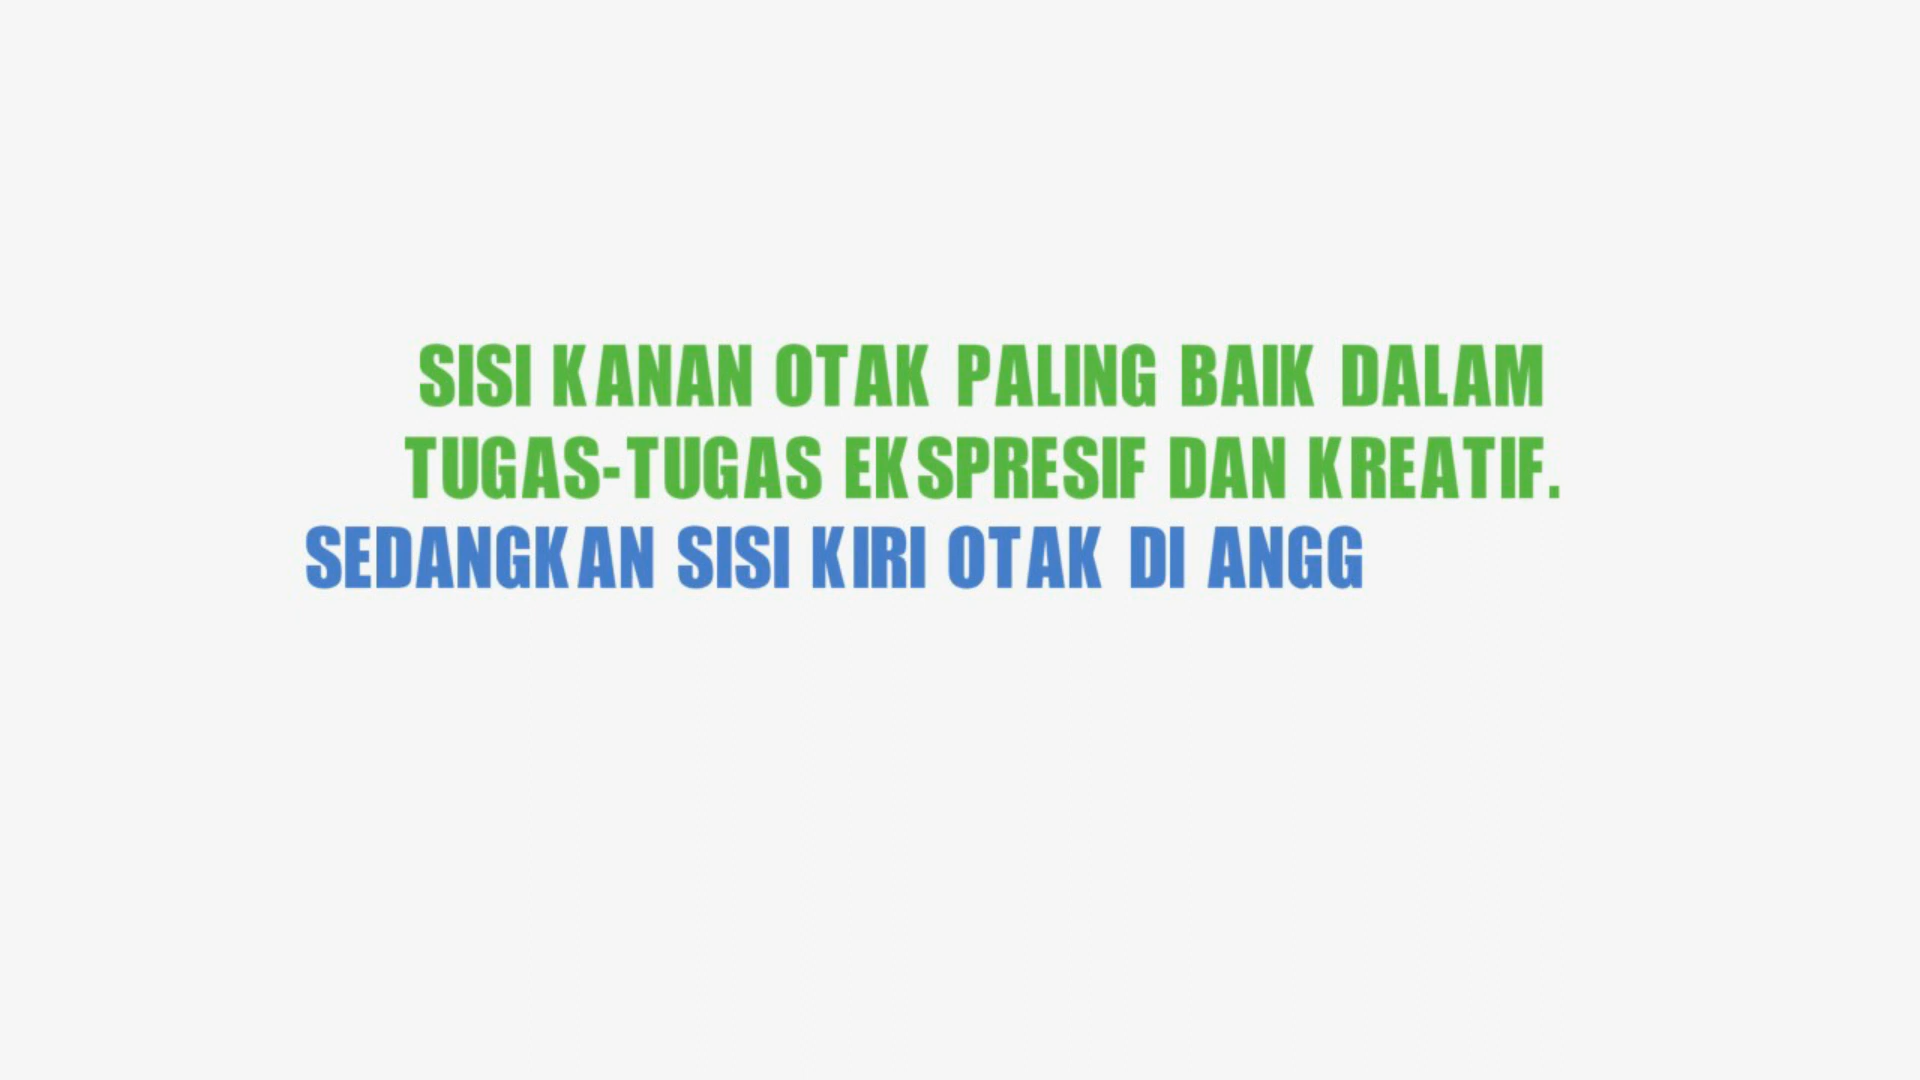 SISI KANAN OTAK PALING BAIK DALAM
TUGAS-TUGAS EKSPRESIF DAN KREATIF.
SEDANGKAN SISI KIRI OTAK DI ANGG